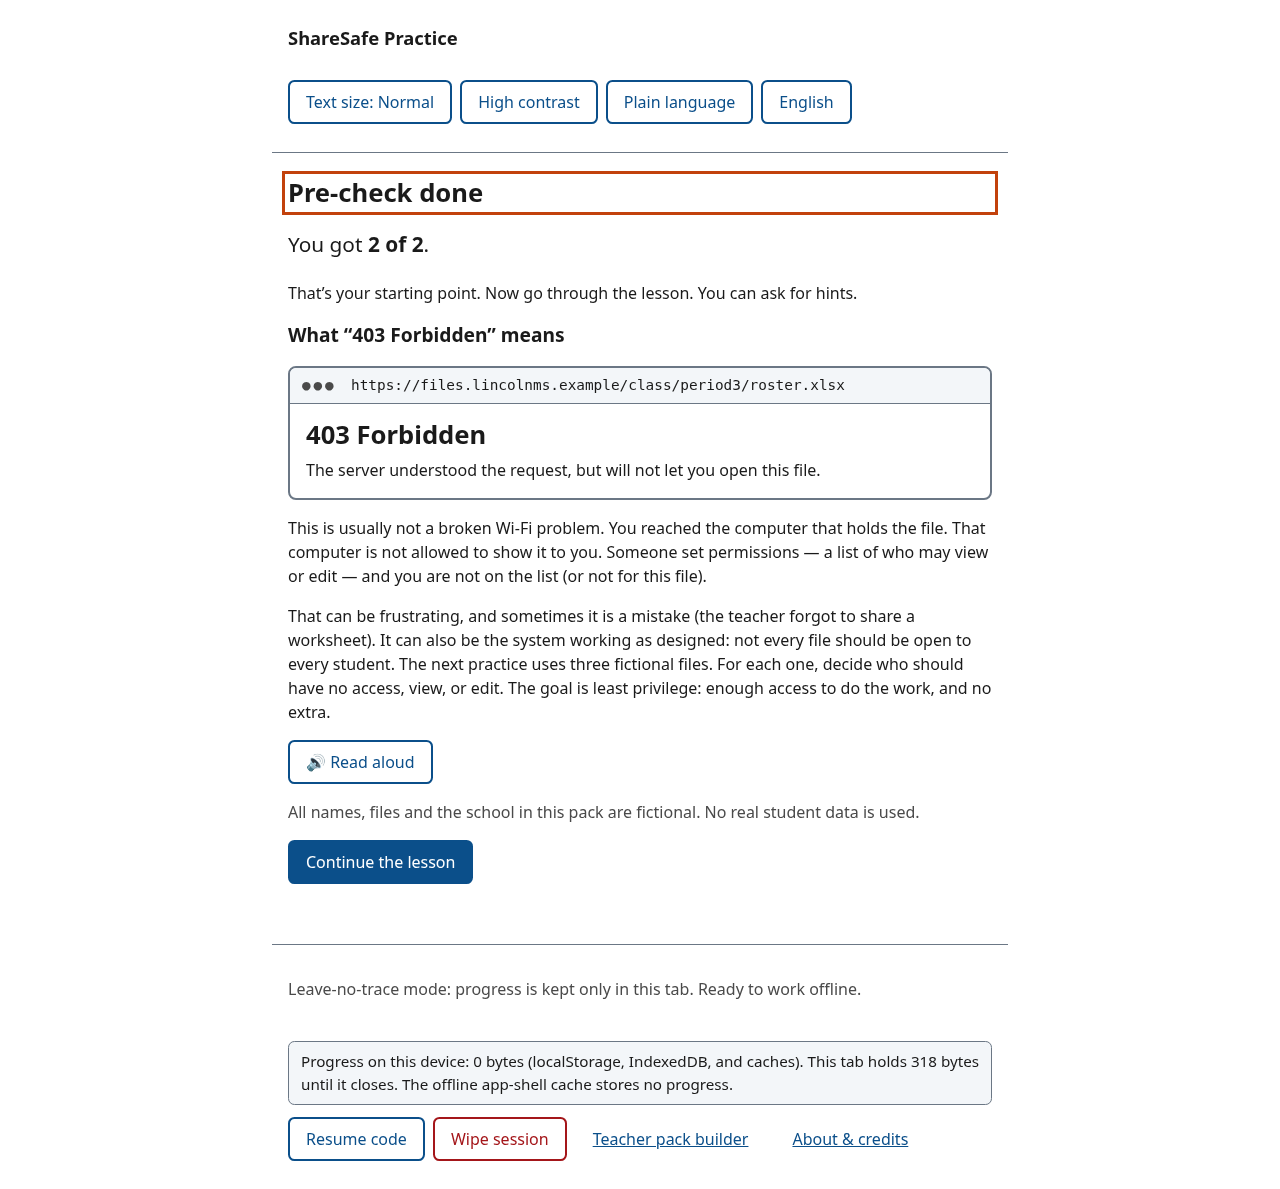 ShareSafe Practice
Text size: Normal
High contrast
Plain language
English
Pre-check done
You got 2 of 2.
That’s your starting point. Now go through the lesson. You can ask for hints.
What “403 Forbidden” means
https://files.lincolnms.example/class/period3/roster.xlsx
403 Forbidden
The server understood the request, but will not let you open this file.
This is usually not a broken Wi-Fi problem. You reached the computer that holds the file. That
computer is not allowed to show it to you. Someone set permissions — a list of who may view
or edit — and you are not on the list (or not for this file).
That can be frustrating, and sometimes it is a mistake (the teacher forgot to share a
worksheet). It can also be the system working as designed: not every file should be open to
every student. The next practice uses three fictional files. For each one, decide who should
have no access, view, or edit. The goal is least privilege: enough access to do the work, and no
extra.
🔊 Read aloud
All names, files and the school in this pack are fictional. No real student data is used.
Continue the lesson
Leave-no-trace mode: progress is kept only in this tab. Ready to work offline.
Progress on this device: 0 bytes (localStorage, IndexedDB, and caches). This tab holds 318 bytes
until it closes. The offline app-shell cache stores no progress.
Resume code
Wipe session
Teacher pack builder
About & credits